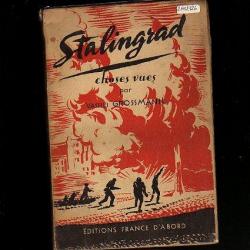 Stalingrad
choses vues
par
VASSILI GROSSMANN
EDITIONS FRANCE D'ABORD